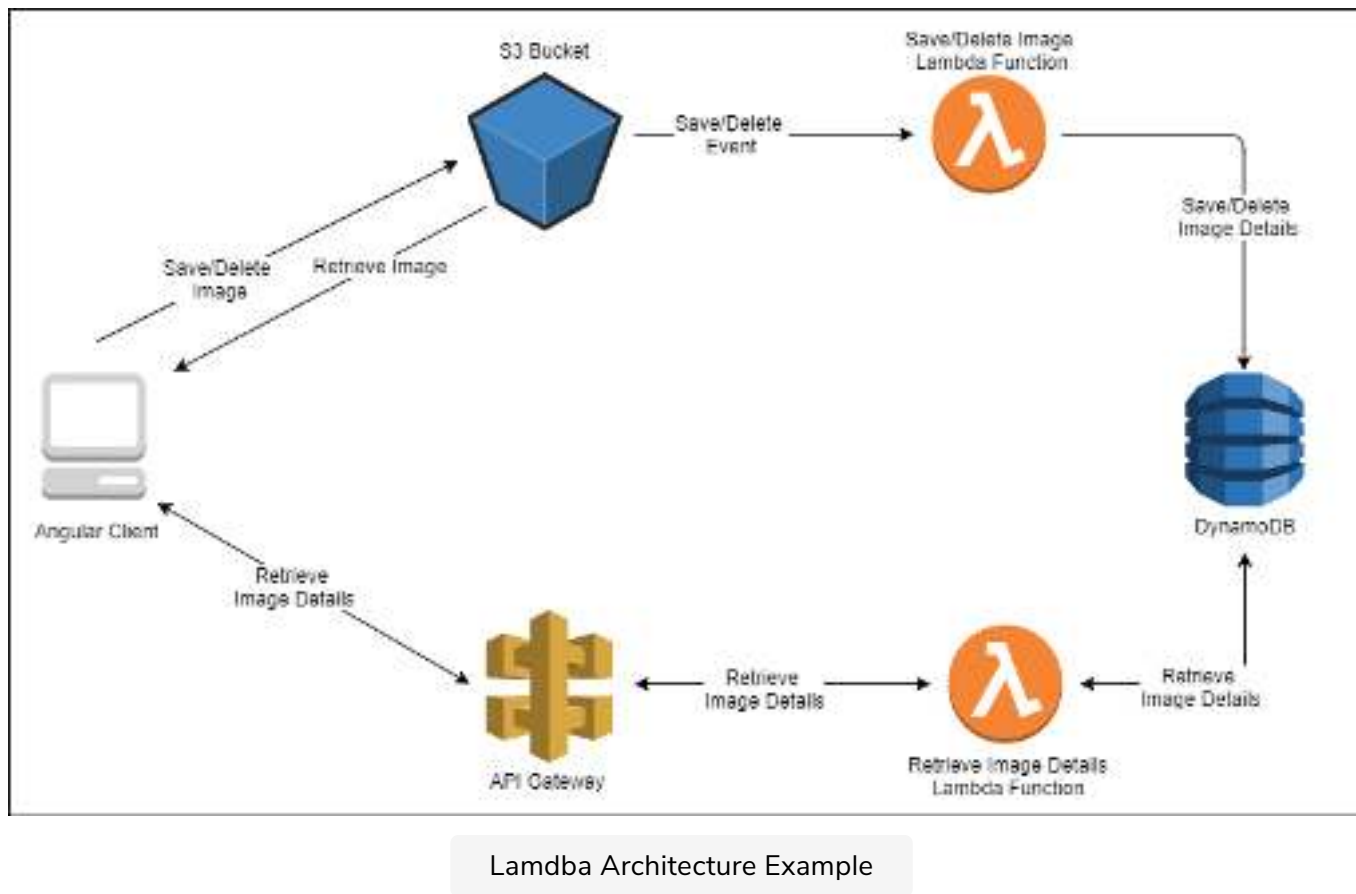 S3 Bucket
Save/Delete Image
Lambda Function
Save/Delete
Event
Save/Delete
Image Details
Save/Delete
Image
Retrieve Image
Angular Client
DynamoDB
Retrieve
Image Details
Retrieve
Image Details
Retrieve
Image Details
API Gateway
Retrieve Image Details
Lambda Function
Lamdba Architecture Example